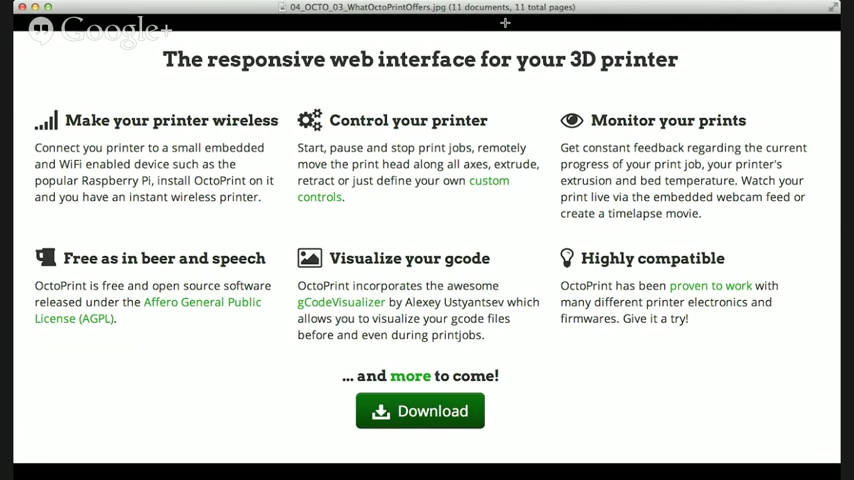 04_OCTO_03_WhatOctoPrintOffers.jpg (11 documents, 11 total pages)
Google+
The responsive web interface for your 3D printer
Make your printer wireless
Connect you printer to a small embedded
and WiFi enabled device such as the
popular Raspberry Pi, install OctoPrint on it
and you have an instant wireless printer.
Control your printer
Start, pause and stop print jobs, remotely
move the print head along all axes, extrude,
retract or just define your own custom
controls.
Monitor your prints
Get constant feedback regarding the current
progress of your print job, your printer's
extrusion and bed temperature. Watch your
print live via the embedded webcam feed or
create a timelapse movie.
Free as in beer and speech
OctoPrint is free and open source software
released under the Affero General Public
License (AGPL).
Visualize your gcode
OctoPrint incorporates the awesome
gCodeVisualizer by Alexey Ustyantsev which
allows you to visualize your gcode files
before and even during printjobs.
Highly compatible
OctoPrint has been proven to work with
many different printer electronics and
firmwares. Give it a try!
... and more to come!
Download